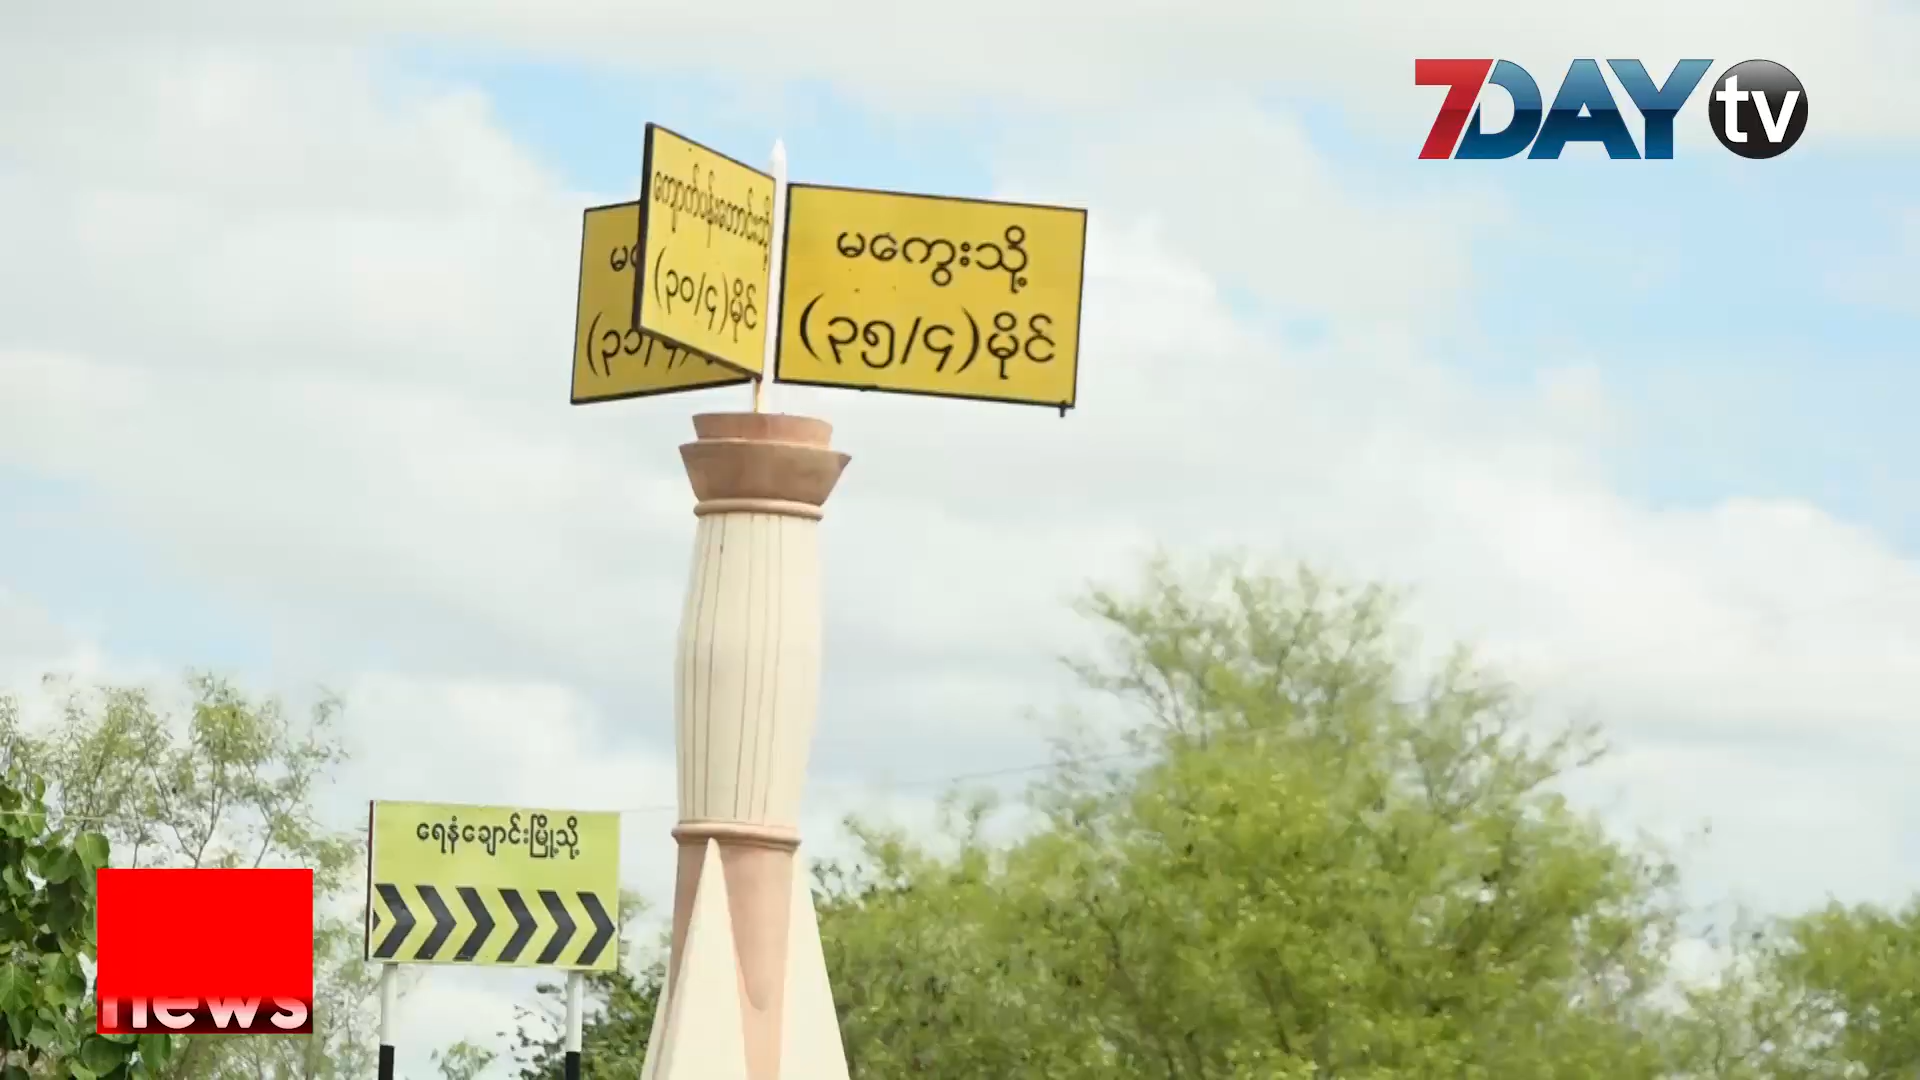 7DAY tv
ကျောက်ပန်းတောင်းသို့
(၃၀/၄)မိုင်
မကွေးသို့
(၃၅/၄)မိုင်
ရေနံချောင်းမြို့သို့
news